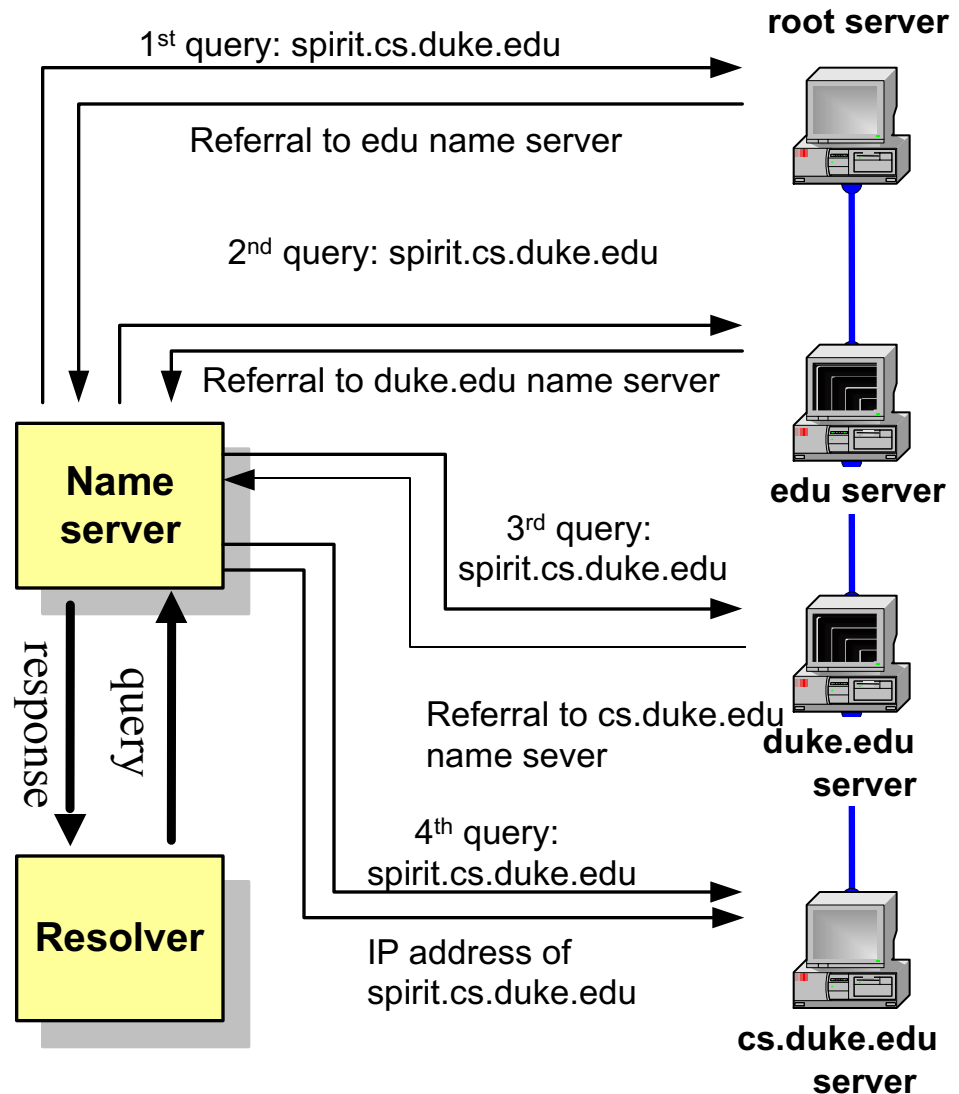 root server
1st query: spirit.cs.duke.edu
Referral to edu name server
2nd query: spirit.cs.duke.edu
Referral to duke.edu name server
edu server
Name
server
3rd query:
spirit.cs.duke.edu
response
query
Referral to cs.duke.edu
name sever
duke.edu
server
4th query:
spirit.cs.duke.edu
Resolver
IP address of
spirit.cs.duke.edu
cs.duke.edu
server